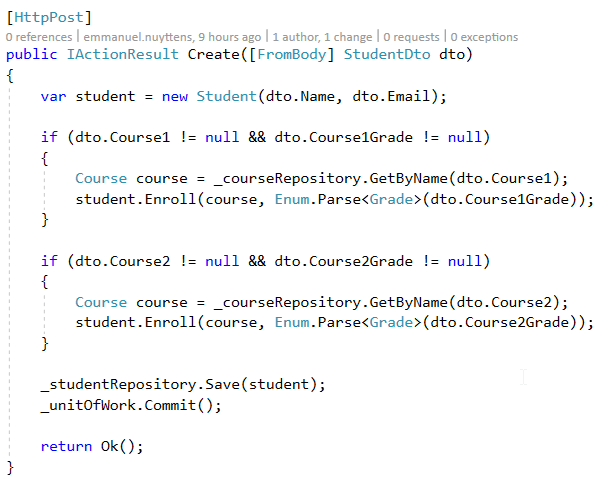 [HttpPost]
0 references | emmanuel.nuyttens, 9 hours ago | 1 author, 1 change | 0 requests | 0 exceptions
public IActionResult Create([FromBody] StudentDto dto)
{
    var student = new Student(dto.Name, dto.Email);

    if (dto.Course1 != null && dto.Course1Grade != null)
    {
        Course course = _courseRepository.GetByName(dto.Course1);
        student.Enroll(course, Enum.Parse<Grade>(dto.Course1Grade));
    }

    if (dto.Course2 != null && dto.Course2Grade != null)
    {
        Course course = _courseRepository.GetByName(dto.Course2);
        student.Enroll(course, Enum.Parse<Grade>(dto.Course2Grade));
    }

    _studentRepository.Save(student);
    _unitOfWork.Commit();

    return Ok();
}